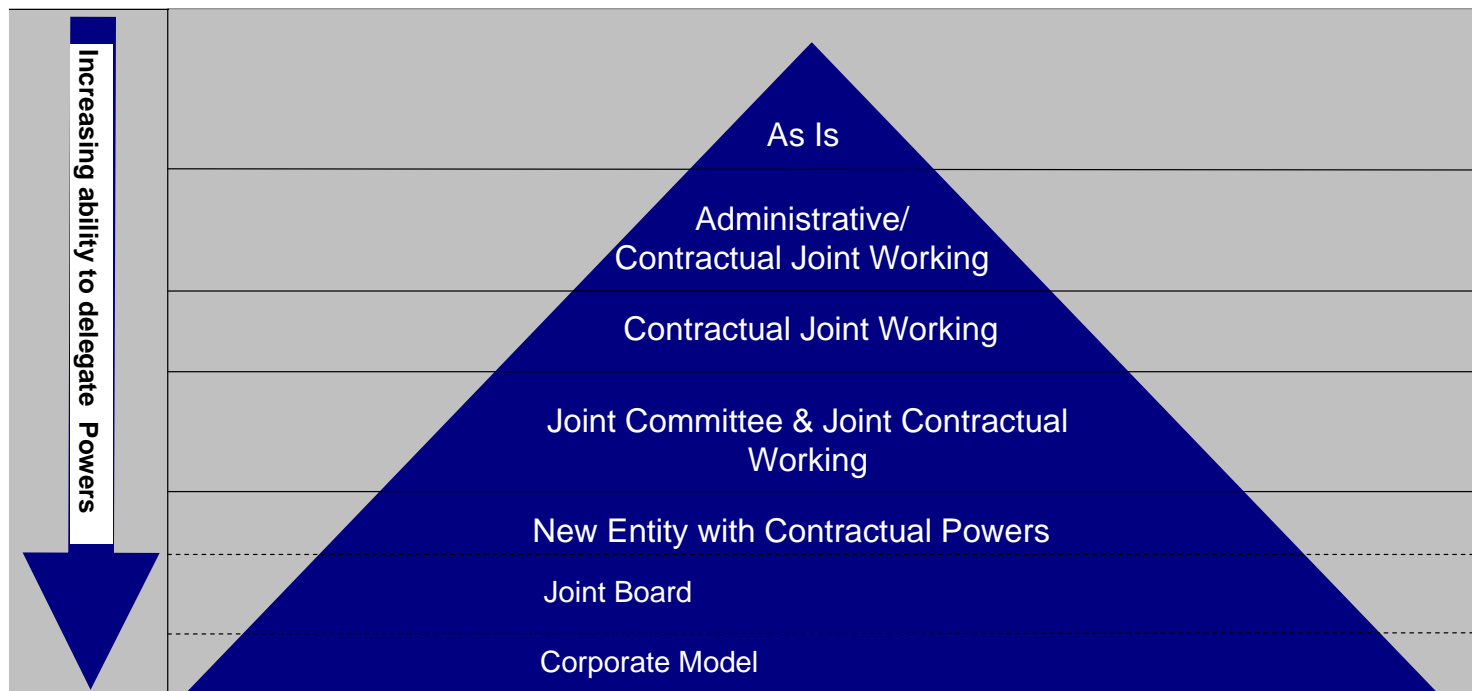 Increasing ability to delegate Powers
As Is
Administrative/
Contractual Joint Working
Contractual Joint Working
Joint Committee & Joint Contractual
Working
New Entity with Contractual Powers
Joint Board
Corporate Model